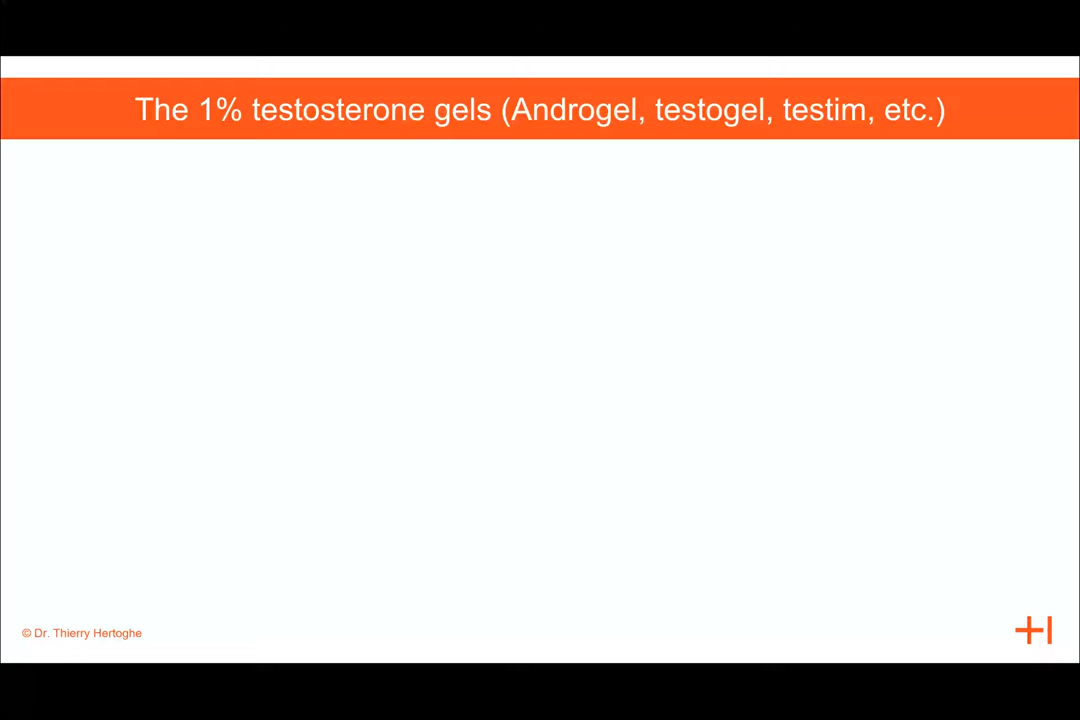 The 1% testosterone gels (Androgel, testogel, testim, etc.)
© Dr. Thierry Hertoghe